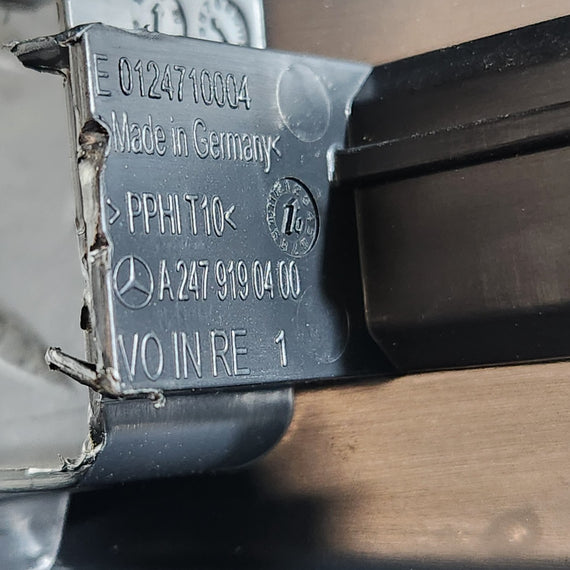 E 0124710004
>Made in Germany<
>PPHI T10<
A 247 919 04 00
VO IN RE 1